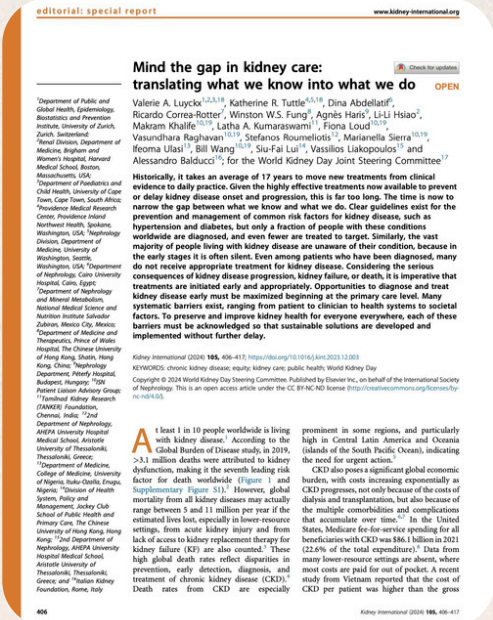 editorial: special report
www.kidney-international.org
Mind the gap in kidney care:
translating what we know into what we do
Check for updates
OPEN
Valerie A. Luyckx1,2,3,18, Katherine R. Tuttle4,5,18, Dina Abdellatif6,
Ricardo Correa-Rotter7, Winston W.S. Fung8, Agnès Haris9, Li-Li Hsiao2,
Makram Khalife10,19, Latha A. Kumaraswami11, Fiona Loud10,19,
Vasundhara Raghavan10,19, Stefanos Roumeliotis12, Marianella Sierra10,19,
Ifeoma Ulasi13, Bill Wang10,19, Siu-Fai Lui14, Vassilios Liakopoulos15 and
Alessandro Balducci16; for the World Kidney Day Joint Steering Committee17
1Department of Public and
Global Health, Epidemiology,
Biostatistics and Prevention
Institute, University of Zurich,
Zurich, Switzerland;
2Renal Division, Department of
Medicine, Brigham and
Women's Hospital, Harvard
Medical School, Boston,
Massachusetts, USA;
3Department of Paediatrics and
Child Health, University of Cape
Town, Cape Town, South Africa;
4Providence Medical Research
Center, Providence Inland
Northwest Health, Spokane,
Washington, USA; 5Nephrology
Division, Department of
Medicine, University of
Washington, Seattle,
Washington, USA; 6Department
of Nephrology, Cairo University
Hospital, Cairo, Egypt;
7Department of Nephrology
and Mineral Metabolism,
National Medical Science and
Nutrition Institute Salvador
Zubiran, Mexico City, Mexico;
8Department of Medicine and
Therapeutics, Prince of Wales
Hospital, The Chinese University
of Hong Kong, Shatin, Hong
Kong, China; 9Nephrology
Department, Péterfy Hospital,
Budapest, Hungary; 10ISN
Patient Liaison Advisory Group;
11Tamilnad Kidney Research
(TANKER) Foundation,
Chennai, India; 122nd
Department of Nephrology,
AHEPA University Hospital
Medical School, Aristotle
University of Thessaloniki,
Thessaloniki, Greece;
13Department of Medicine,
College of Medicine, University
of Nigeria, Ituku-Ozalla, Enugu,
Nigeria; 14Division of Health
System, Policy and
Management, Jockey Club
School of Public Health and
Primary Care, The Chinese
University of Hong Kong, Hong
Kong; 152nd Department of
Nephrology, AHEPA University
Hospital Medical School,
Aristotle University of
Thessaloniki, Thessaloniki,
Greece; and 16Italian Kidney
Foundation, Rome, Italy
Historically, it takes an average of 17 years to move new treatments from clinical
evidence to daily practice. Given the highly effective treatments now available to prevent
or delay kidney disease onset and progression, this is far too long. The time is now to
narrow the gap between what we know and what we do. Clear guidelines exist for the
prevention and management of common risk factors for kidney disease, such as
hypertension and diabetes, but only a fraction of people with these conditions
worldwide are diagnosed, and even fewer are treated to target. Similarly, the vast
majority of people living with kidney disease are unaware of their condition, because in
the early stages it is often silent. Even among patients who have been diagnosed, many
do not receive appropriate treatment for kidney disease. Considering the serious
consequences of kidney disease progression, kidney failure, or death, it is imperative that
treatments are initiated early and appropriately. Opportunities to diagnose and treat
kidney disease early must be maximized beginning at the primary care level. Many
systematic barriers exist, ranging from patient to clinician to health systems to societal
factors. To preserve and improve kidney health for everyone everywhere, each of these
barriers must be acknowledged so that sustainable solutions are developed and
implemented without further delay.
Kidney International (2024) 105, 406–417; https://doi.org/10.1016/j.kint.2023.12.003
KEYWORDS: chronic kidney disease; equity; kidney care; public health; World Kidney Day
Copyright © 2024 World Kidney Day Steering Committee. Published by Elsevier Inc., on behalf of the International Society
of Nephrology. This is an open access article under the CC BY-NC-ND license (http://creativecommons.org/licenses/by-
nc-nd/4.0/).
At least 1 in 10 people worldwide is living
with kidney disease.1 According to the
Global Burden of Disease study, in 2019,
>3.1 million deaths were attributed to kidney
dysfunction, making it the seventh leading risk
factor for death worldwide (Figure 1 and
Supplementary Figure S1).2 However, global
mortality from all kidney diseases may actually
range between 5 and 11 million per year if the
estimated lives lost, especially in lower-resource
settings, from acute kidney injury and from
lack of access to kidney replacement therapy for
kidney failure (KF) are also counted.3 These
high global death rates reflect disparities in
prevention, early detection, diagnosis, and
treatment of chronic kidney disease (CKD).4
Death rates from CKD are especially
prominent in some regions, and particularly
high in Central Latin America and Oceania
(islands of the South Pacific Ocean), indicating
the need for urgent action.5
CKD also poses a significant global economic
burden, with costs increasing exponentially as
CKD progresses, not only because of the costs of
dialysis and transplantation, but also because of
the multiple comorbidities and complications
that accumulate over time.6,7 In the United
States, Medicare fee-for-service spending for all
beneficiaries with CKD was $86.1 billion in 2021
(22.6% of the total expenditure).8 Data from
many lower-resource settings are absent, where
most costs are paid for out of pocket. A recent
study from Vietnam reported that the cost of
CKD per patient was higher than the gross
406
Kidney International (2024) 105, 406–417